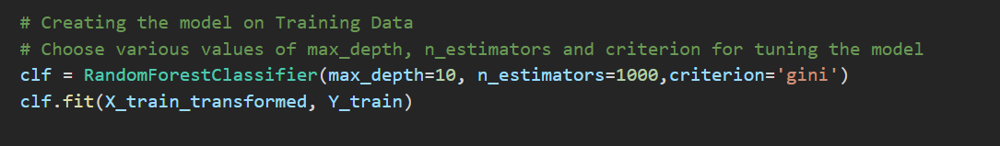 # Creating the model on Training Data
# Choose various values of max_depth, n_estimators and criterion for tuning the model
clf = RandomForestClassifier(max_depth=10, n_estimators=1000,criterion='gini')
clf.fit(X_train_transformed, Y_train)